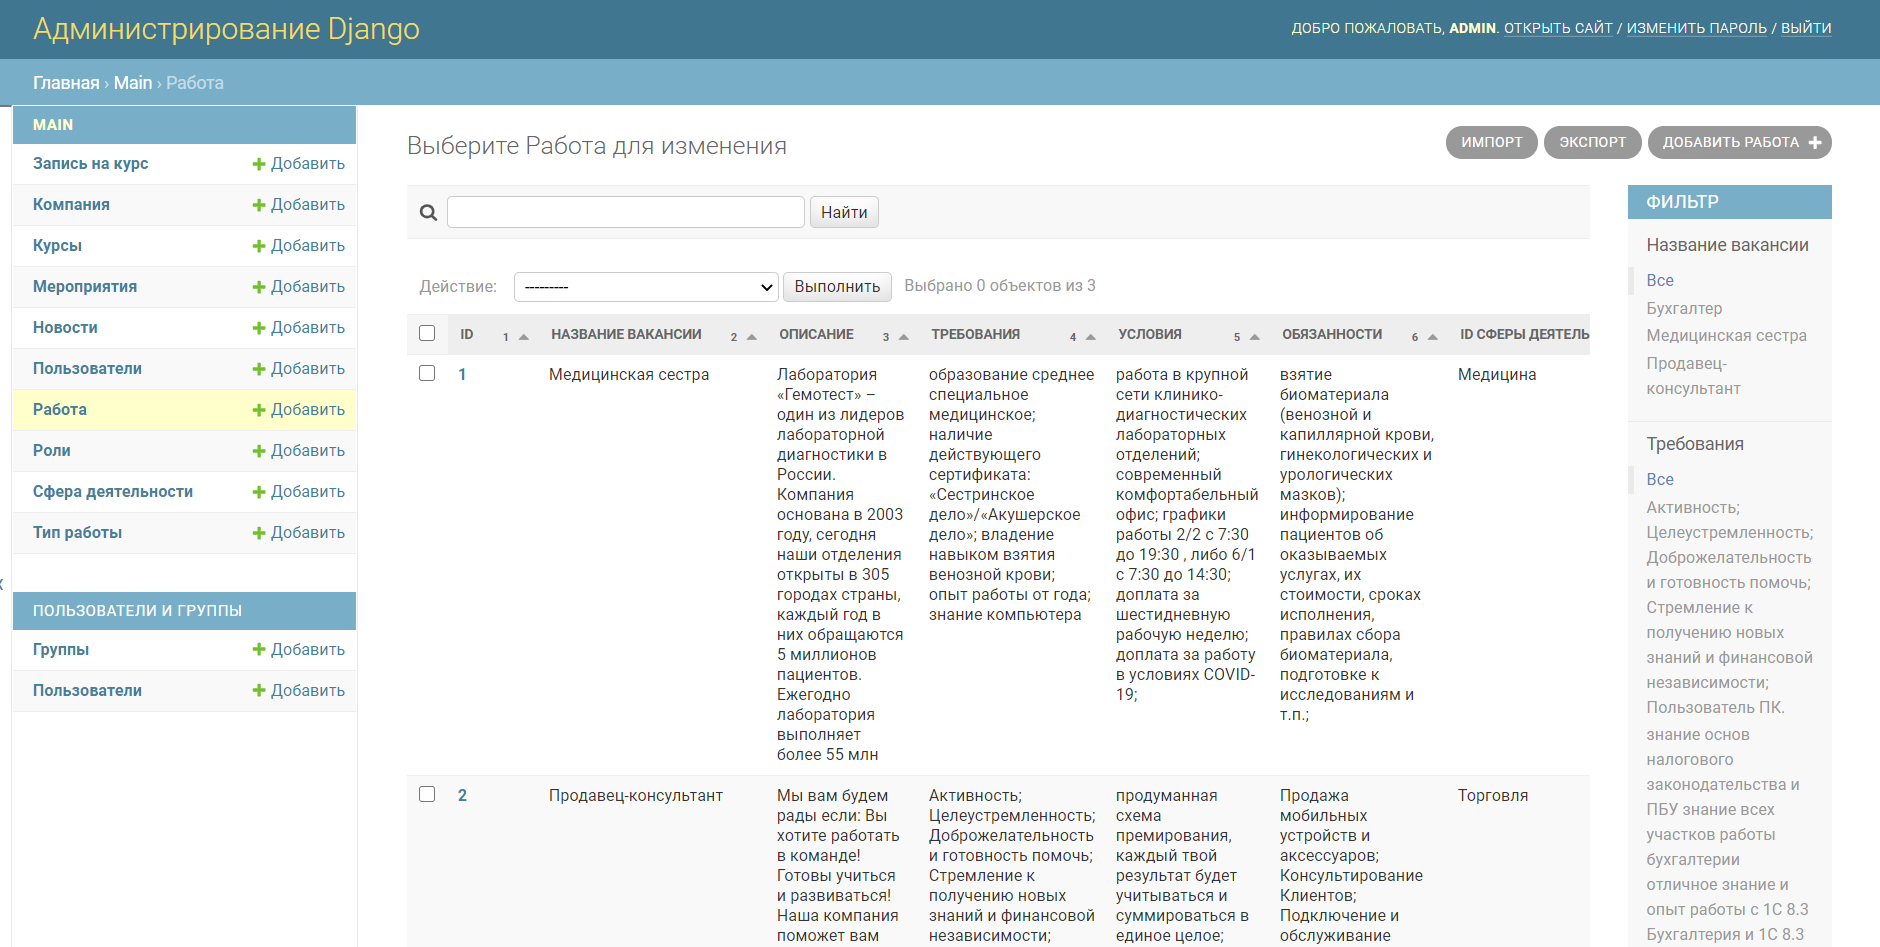 Администрирование Django
ДОБРО ПОЖАЛОВАТЬ, ADMIN. ОТКРЫТЬ САЙТ / ИЗМЕНИТЬ ПАРОЛЬ / ВЫЙТИ
Главная › Main › Работа
MAIN
Запись на курс Добавить
Компания Добавить
Курсы Добавить
Мероприятия Добавить
Новости Добавить
Пользователи Добавить
Работа Добавить
Роли Добавить
Сфера деятельности Добавить
Тип работы Добавить
ПОЛЬЗОВАТЕЛИ И ГРУППЫ
Группы Добавить
Пользователи Добавить
Выберите Работа для изменения
ИМПОРТ
ЭКСПОРТ
ДОБАВИТЬ РАБОТА
Найти
Действие: --------- Выполнить Выбрано 0 объектов из 3
ID 1 НАЗВАНИЕ ВАКАНСИИ 2 ОПИСАНИЕ 3 ТРЕБОВАНИЯ 4 УСЛОВИЯ 5 ОБЯЗАННОСТИ 6 ID СФЕРЫ ДЕЯТЕЛЬ
1
Медицинская сестра
Лаборатория
«Гемотест» –
один из лидеров
лабораторной
диагностики в
России.
Компания
основана в 2003
году, сегодня
наши отделения
открыты в 305
городах страны,
каждый год в
них обращаются
5 миллионов
пациентов.
Ежегодно
лаборатория
выполняет
более 55 млн
образование среднее
специальное
медицинское;
наличие
действующего
сертификата:
«Сестринское
дело»/«Акушерское
дело»; владение
навыком взятия
венозной крови;
опыт работы от года;
знание компьютера
работа в крупной
сети клинико-
диагностических
лабораторных
отделений;
современный
комфортабельный
офис; графики
работы 2/2 с 7:30
до 19:30 , либо 6/1
с 7:30 до 14:30;
доплата за
шестидневную
рабочую неделю;
доплата за работу
в условиях COVID-
19;
взятие
биоматериала
(венозной и
капиллярной крови,
гинекологических и
урологических
мазков);
информирование
пациентов об
оказываемых
услугах, их
стоимости, сроках
исполнения,
правилах сбора
биоматериала,
подготовке к
исследованиям и
т.п.;
Медицина
2
Продавец-консультант
Мы вам будем
рады если: Вы
хотите работать
в команде!
Готовы учиться
и развиваться!
Наша компания
поможет вам
Активность;
Целеустремленность;
Доброжелательность
и готовность помочь;
Стремление к
получению новых
знаний и финансовой
независимости;
продуманная
схема
премирования,
каждый твой
результат будет
учитываться и
суммироваться в
единое целое;
Продажа
мобильных
устройств и
аксессуаров;
Консультирование
Клиентов;
Подключение и
обслуживание
Торговля
ФИЛЬТР
Название вакансии
Все
Бухгалтер
Медицинская сестра
Продавец-
консультант
Требования
Все
Активность;
Целеустремленность;
Доброжелательность
и готовность помочь;
Стремление к
получению новых
знаний и финансовой
независимости;
Пользователь ПК.
знание основ
налогового
законодательства и
ПБУ знание всех
участков работы
бухгалтерии
отличное знание и
опыт работы с 1С 8.3
Бухгалтерия и 1С 8.3